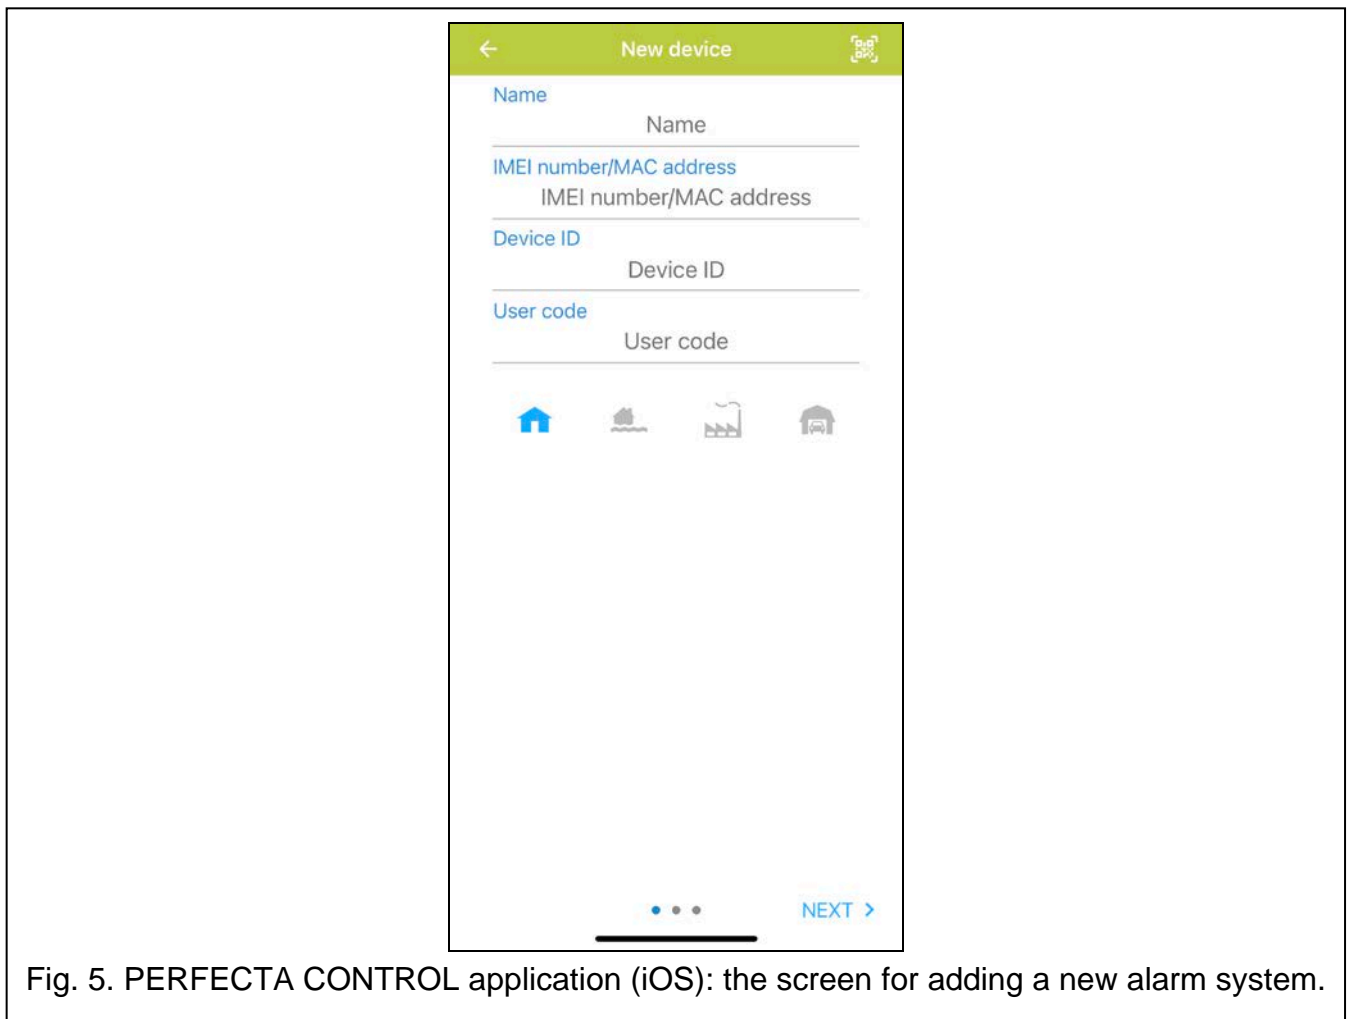 New device
Name
Name
IMEI number/MAC address
IMEI number/MAC address
Device ID
Device ID
User code
User code
NEXT
Fig. 5. PERFECTA CONTROL application (iOS): the screen for adding a new alarm system.